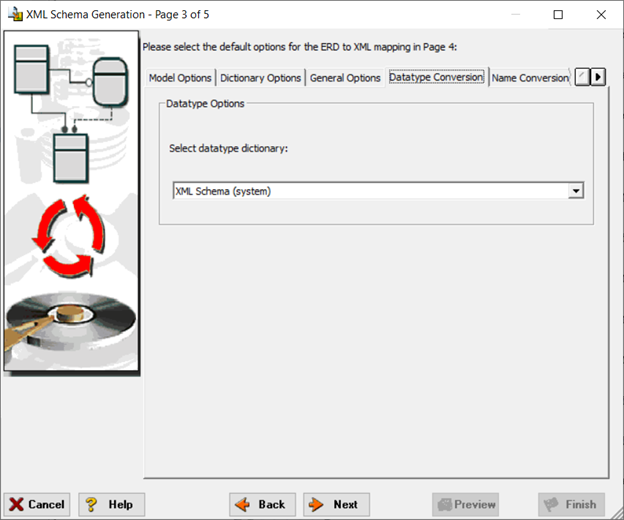 XML Schema Generation - Page 3 of 5
Please select the default options for the ERD to XML mapping in Page 4:
Model Options Dictionary Options General Options Datatype Conversion Name Conversion
Datatype Options
Select datatype dictionary:
XML Schema (system)
Cancel ? Help Back Next Preview Finish